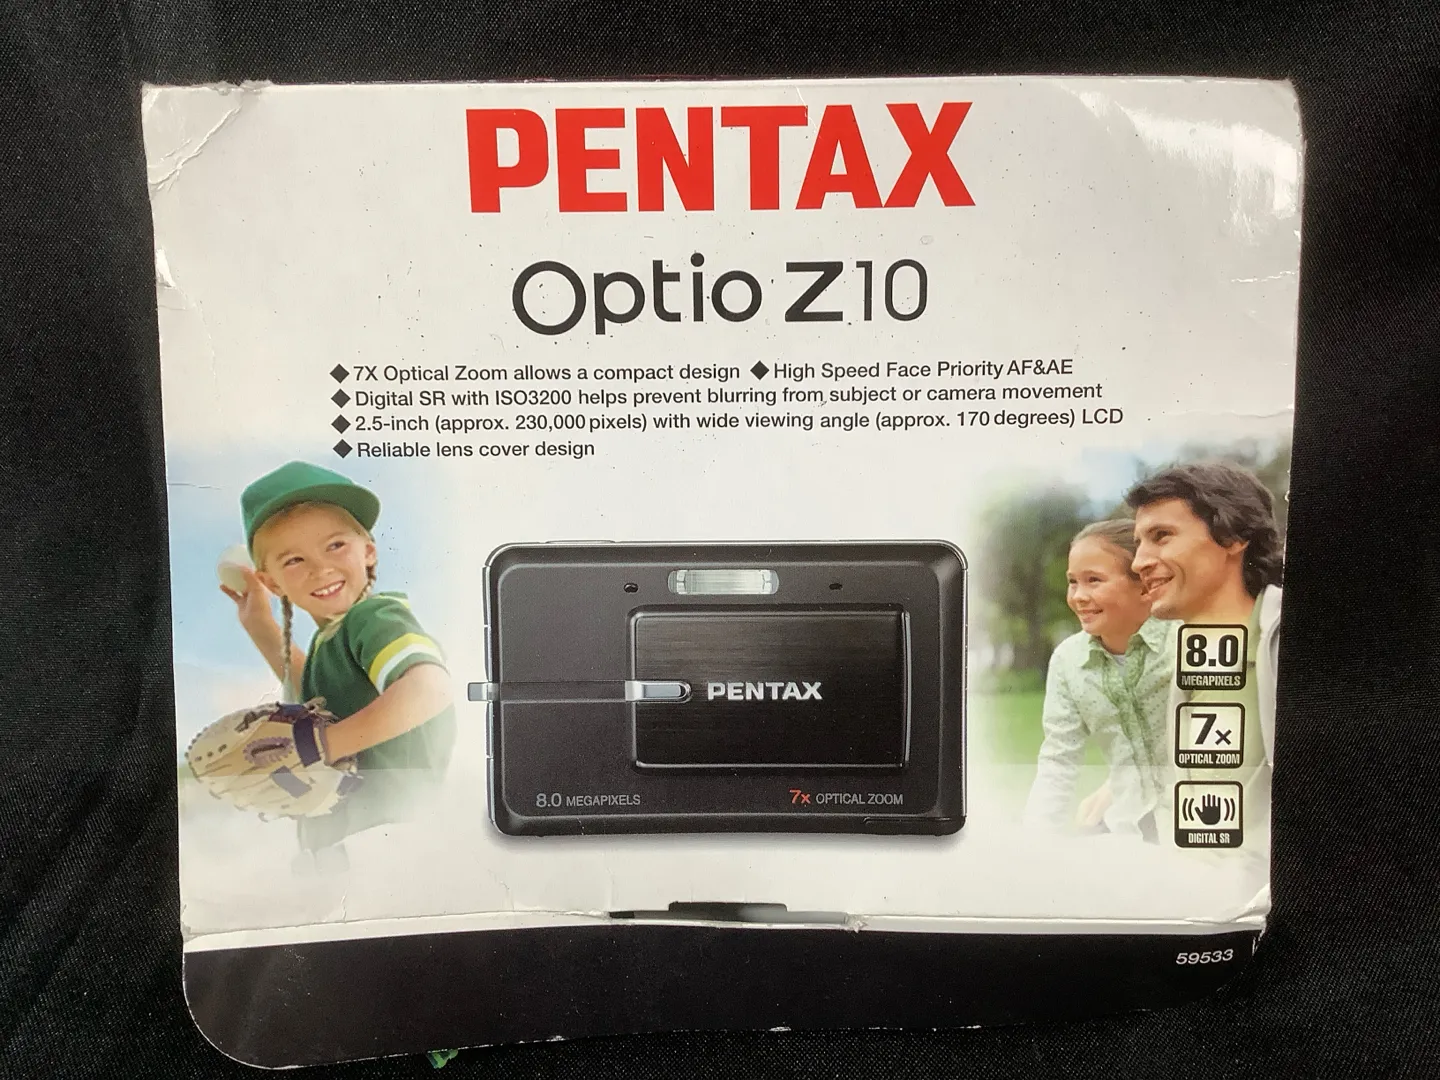 PENTAX
Optio Z10
◆7X Optical Zoom allows a compact design ◆High Speed Face Priority AF&AE
◆Digital SR with ISO3200 helps prevent blurring from subject or camera movement
◆2.5-inch (approx. 230,000 pixels) with wide viewing angle (approx. 170 degrees) LCD
◆Reliable lens cover design
PENTAX
8.0 MEGAPIXELS
7x OPTICAL ZOOM
8.0
MEGAPIXELS
7x
OPTICAL ZOOM
DIGITAL SR
59533